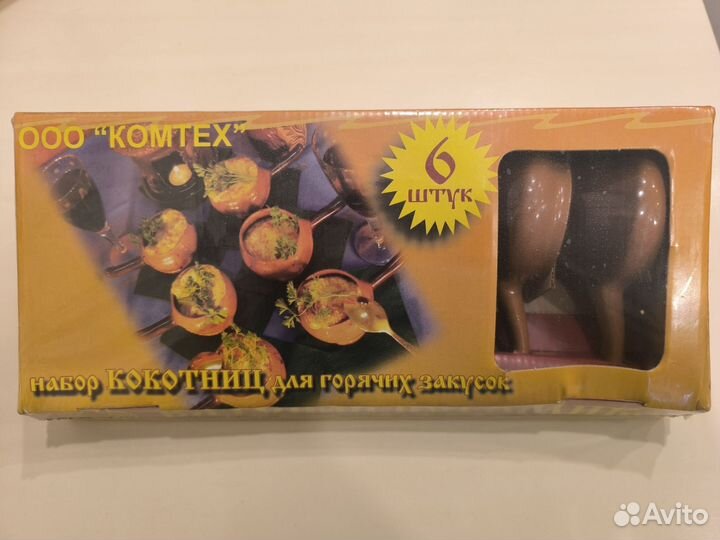 ООО “КОМТЕХ”
6
ШТУК
набор КОКОТНИЦ для горячих закусок
Avito